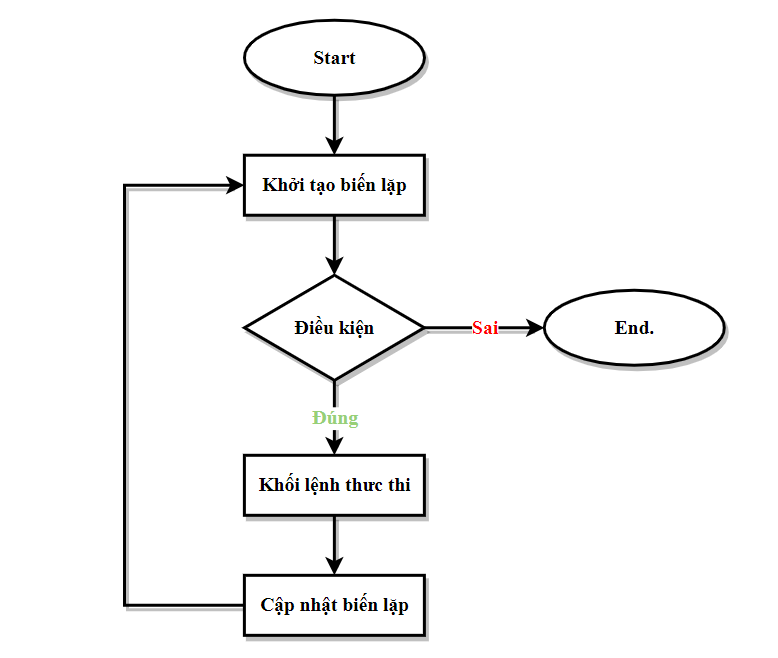 Start
Khởi tạo biến lặp
Điều kiện
Sai
End.
Đúng
Khối lệnh thưc thi
Cập nhật biến lặp